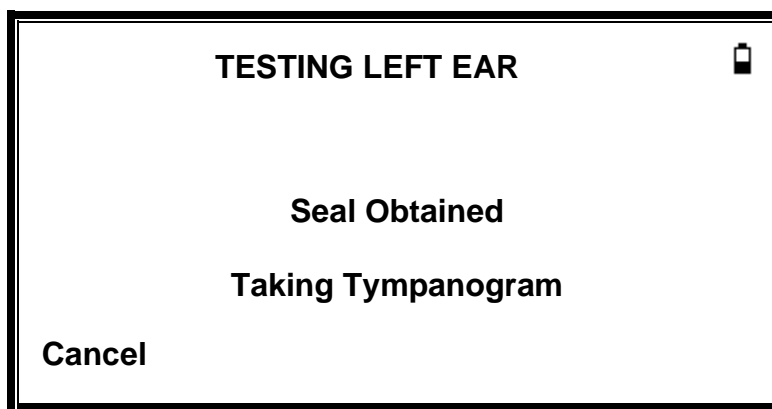 TESTING LEFT EAR
Seal Obtained
Taking Tympanogram
Cancel